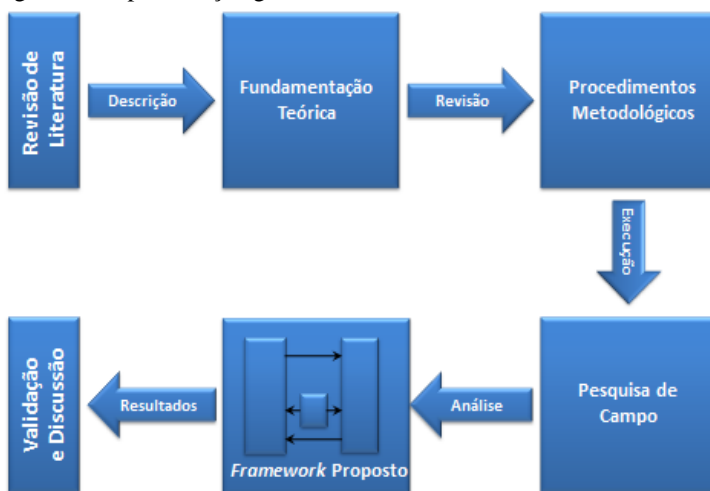 Revisão de
Literatura
Descrição
Fundamentação
Teórica
Revisão
Procedimentos
Metodológicos
Execução
Pesquisa de
Campo
Análise
Framework Proposto
Resultados
Validação
e Discussão